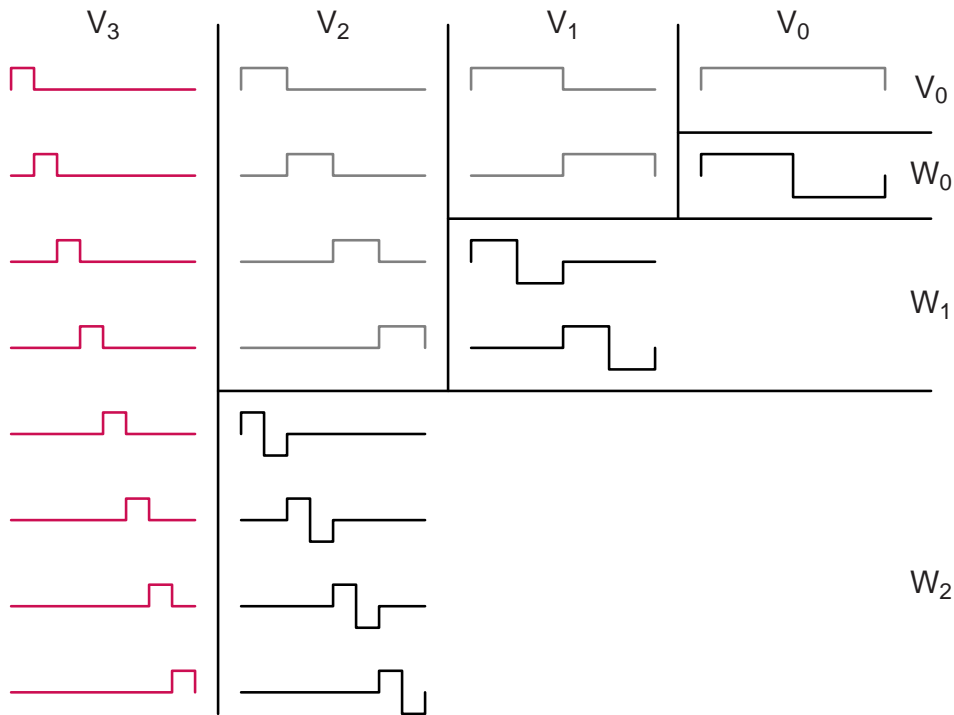 V₃ V₂ V₁ V₀
V₀
W₀
W₁
W₂